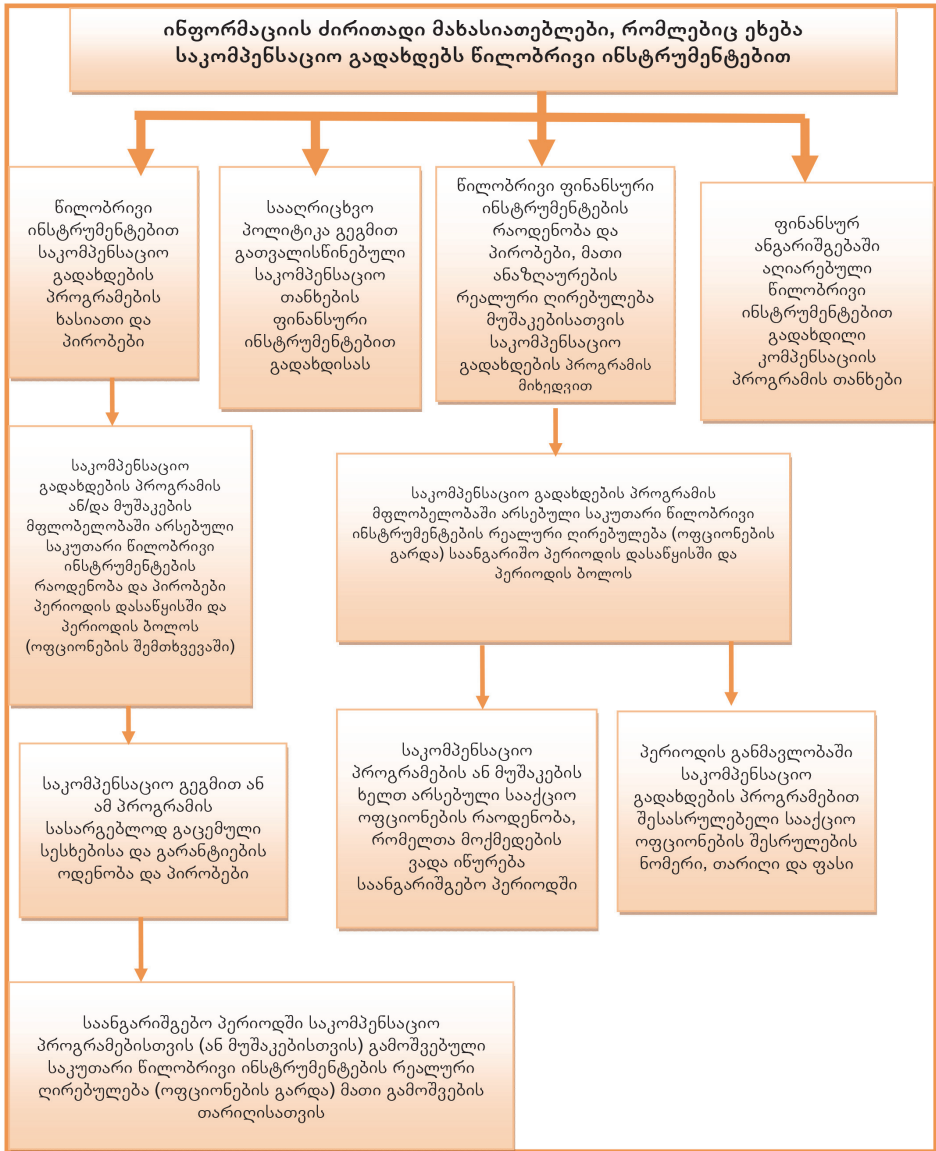 ინფორმაციის ძირითადი მახასიათებლები, რომლებიც ეხება
საკომპენსაციო გადახდებს წილობრივი ინსტრუმენტებით
წილობრივი
ინსტრუმენტებით
საკომპენსაციო
გადახდების
პროგრამების
ხასიათი და
პირობები
სააღრიცხვო
პოლიტიკა გეგმით
გათვალისწინებული
საკომპენსაციო
თანხების
ფინანსური
ინსტრუმენტებით
გადახდისას
წილობრივი ფინანსური
ინსტრუმენტების
რაოდენობა და
პირობები, მათი
ანაზღაურების
რეალური ღირებულება
მუშაკებისათვის
საკომპენსაციო
გადახდების პროგრამის
მიხედვით
ფინანსურ
ანგარიშგებაში
აღიარებული
წილობრივი
ინსტრუმენტებით
გადახდილი
კომპენსაციის
პროგრამის თანხები
საკომპენსაციო
გადახდების პროგრამის
ან/და მუშაკების
მფლობელობაში არსებული
საკუთარი წილობრივი
ინსტრუმენტების
რაოდენობა და პირობები
პერიოდის დასაწყისში და
პერიოდის ბოლოს
(ოფციონების შემთხვევაში)
საკომპენსაციო გადახდების პროგრამის
მფლობელობაში არსებული საკუთარი წილობრივი
ინსტრუმენტების რეალური ღირებულება (ოფციონების
გარდა) საანგარიშო პერიოდის დასაწყისში და
პერიოდის ბოლოს
საკომპენსაციო გეგმით ან
ამ პროგრამის
სასარგებლოდ გაცემული
სესხებისა და გარანტიების
ოდენობა და პირობები
საკომპენსაციო
პროგრამების ან მუშაკების
ხელთ არსებული სააქციო
ოფციონების რაოდენობა,
რომელთა მოქმედების
ვადა იწურება
საანგარიშგებო პერიოდში
პერიოდის განმავლობაში
საკომპენსაციო
გადახდების პროგრამებით
შესასრულებელი სააქციო
ოფციონების შესრულების
ნომერი, თარიღი და ფასი
საანგარიშგებო პერიოდში საკომპენსაციო
პროგრამებისთვის (ან მუშაკებისთვის) გამოშვებული
საკუთარი წილობრივი ინსტრუმენტების რეალური
ღირებულება (ოფციონების გარდა) მათი გამოშვების
თარიღისათვის